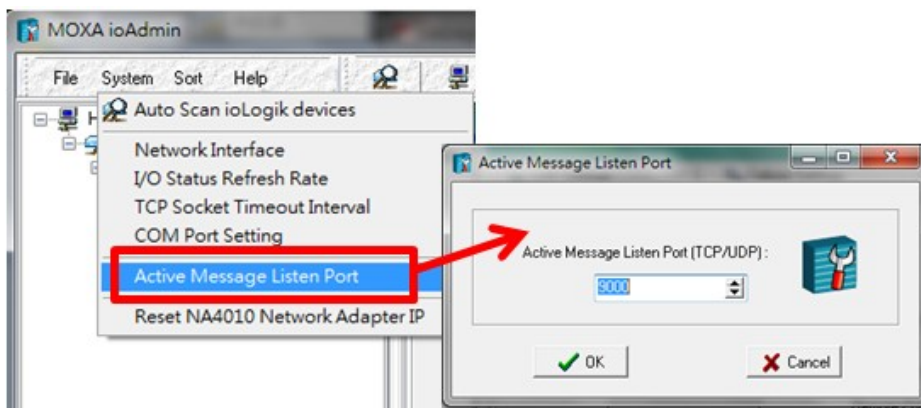 MOXA ioAdmin
File System Sort Help
Auto Scan ioLogik devices
Network Interface
I/O Status Refresh Rate
TCP Socket Timeout Interval
COM Port Setting
Active Message Listen Port
Reset NA4010 Network Adapter IP
Active Message Listen Port
Active Message Listen Port (TCP/UDP) :
9000
OK Cancel